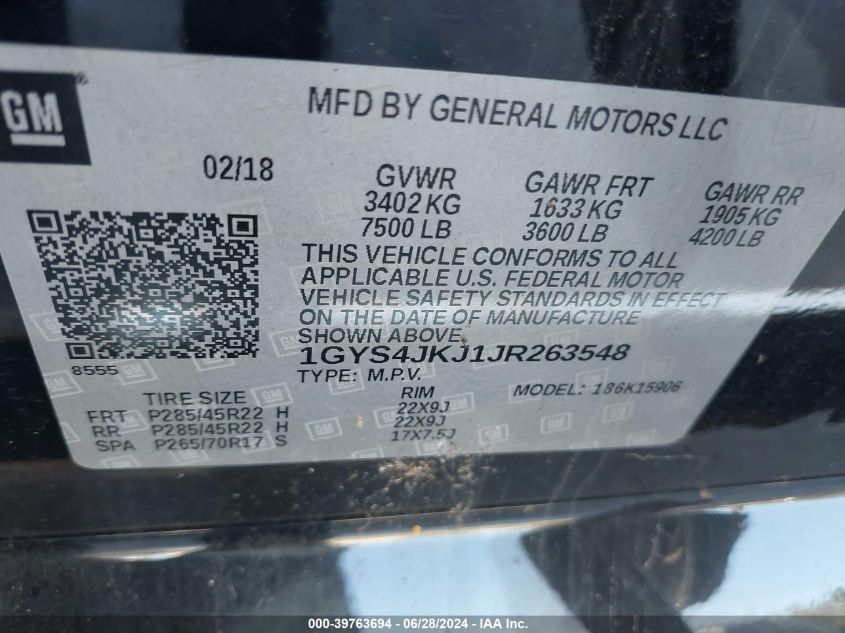 GM
MFD BY GENERAL MOTORS LLC
02/18
GVWR
3402 KG
7500 LB
GAWR FRT
1633 KG
3600 LB
GAWR RR
1905 KG
4200 LB
THIS VEHICLE CONFORMS TO ALL
APPLICABLE U.S. FEDERAL MOTOR
VEHICLE SAFETY STANDARDS IN EFFECT
ON THE DATE OF MANUFACTURE
SHOWN ABOVE.
8555
1GYS4JKJ1JR263548
TYPE: M.P.V.
MODEL: 186K15906
TIRE SIZE RIM
FRT P285/45R22 H 22X9J
RR P285/45R22 H 22X9J
SPA P265/70R17 S 17X7.5J
000-39763694 - 06/28/2024 - IAA Inc.